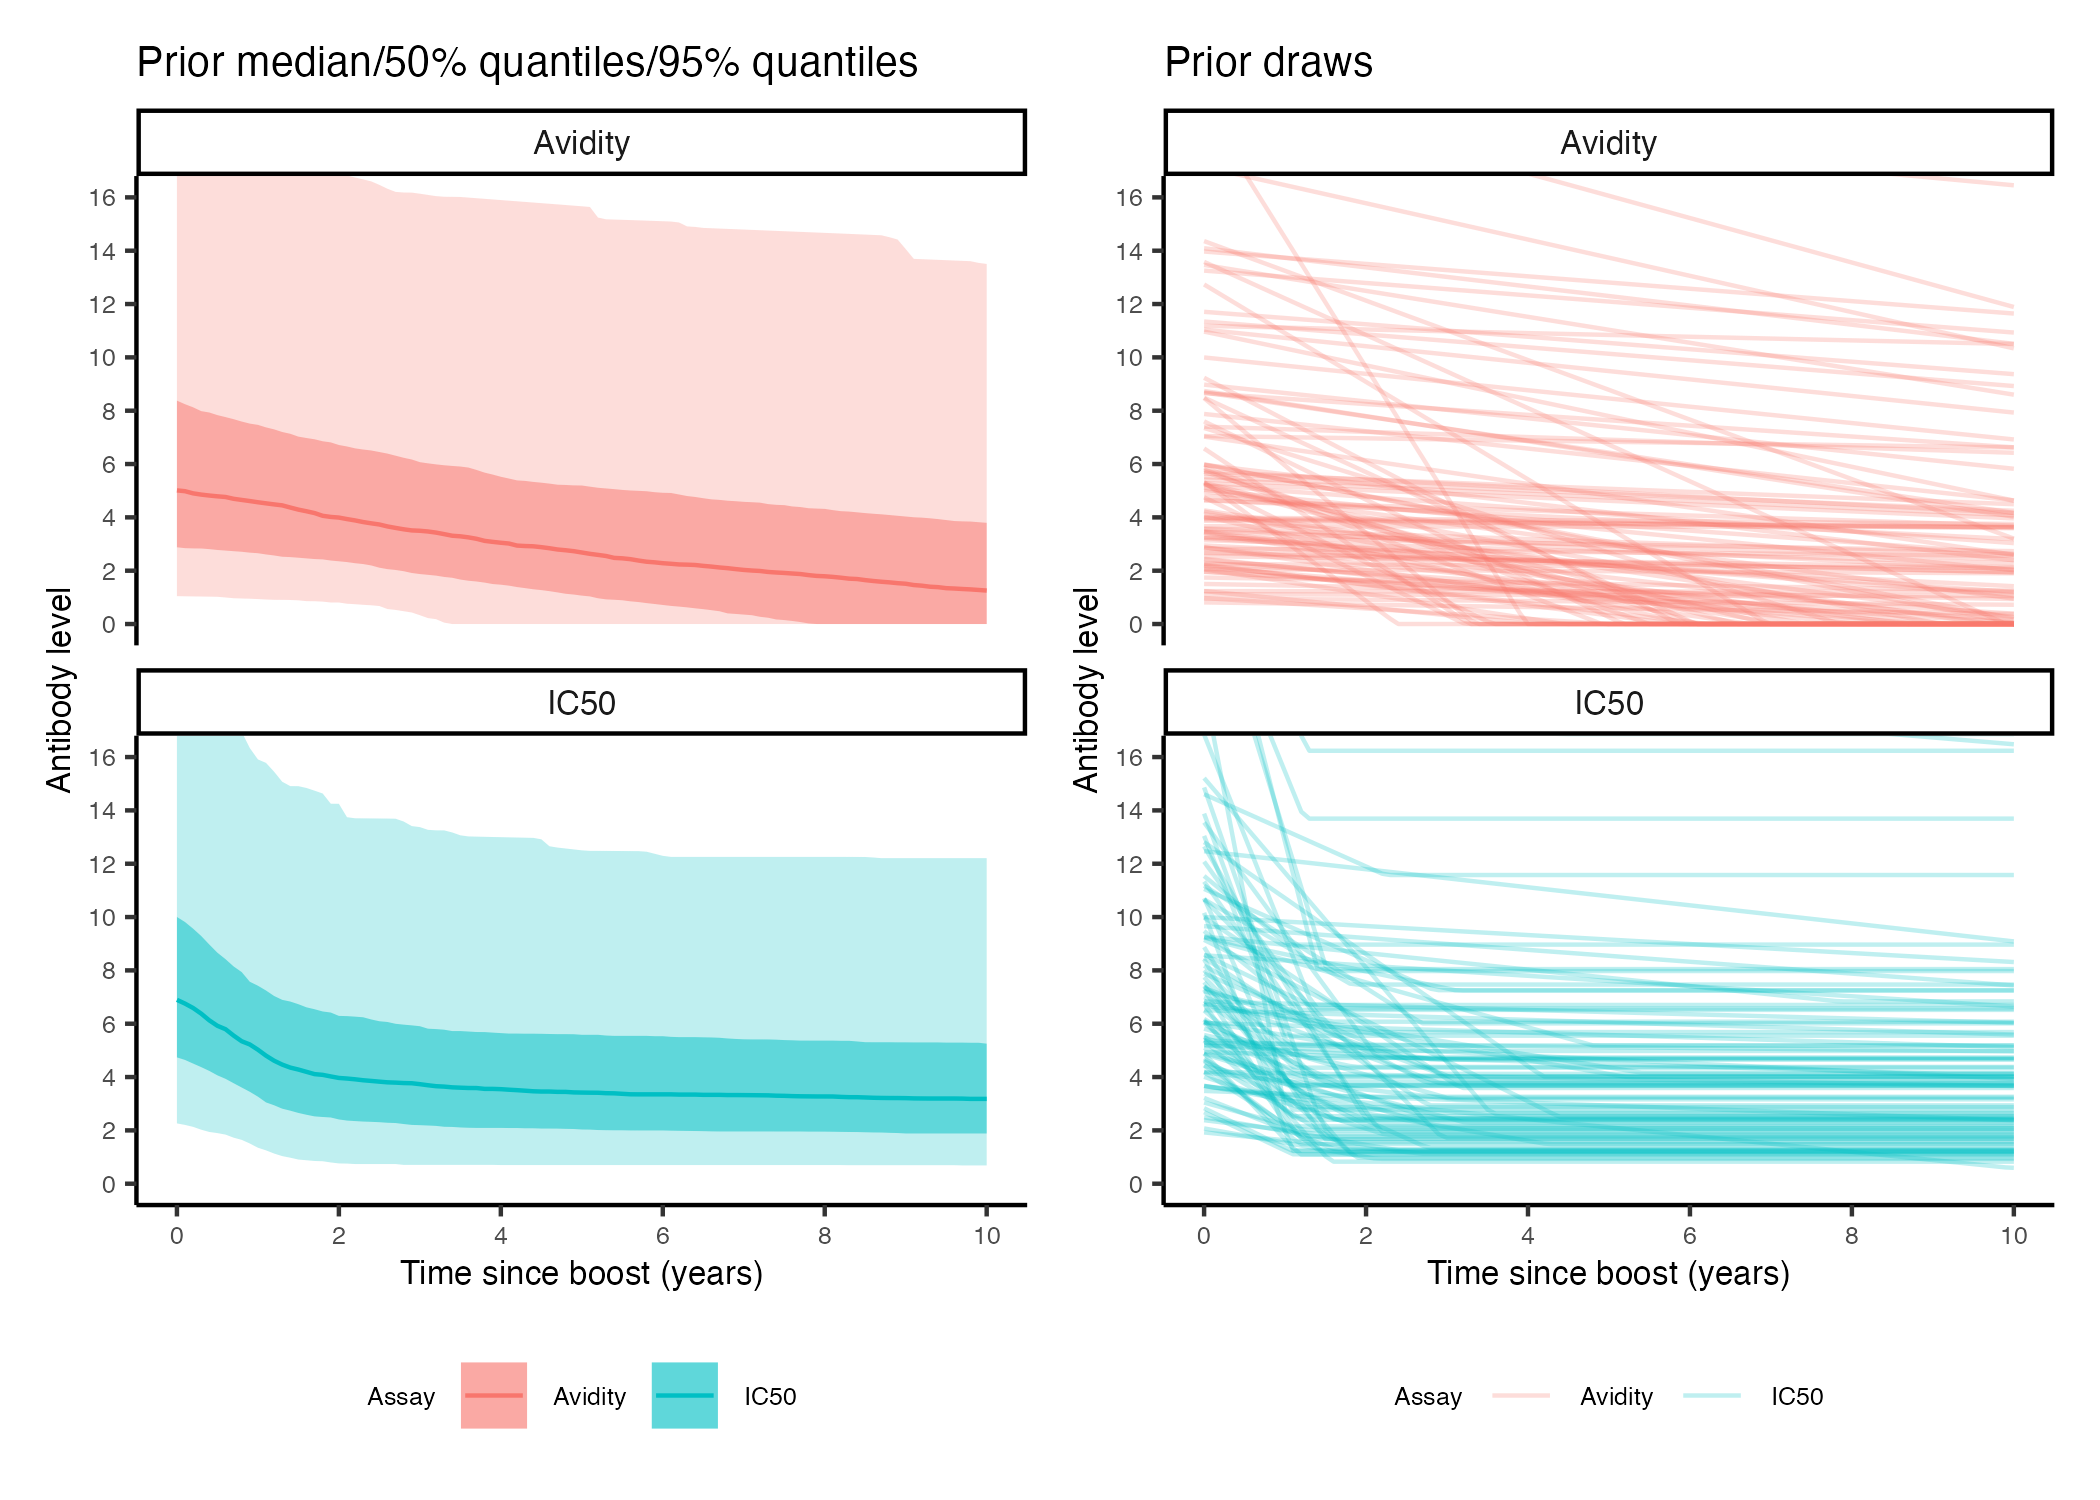 Prior median/50% quantiles/95% quantiles
Avidity
16
14
12
10
8
6
4
2
0
Antibody level
IC50
16
14
12
10
8
6
4
2
0
0 2 4 6 8 10
Time since boost (years)
Assay Avidity IC50
Prior draws
Avidity
16
14
12
10
8
6
4
2
0
Antibody level
IC50
16
14
12
10
8
6
4
2
0
0 2 4 6 8 10
Time since boost (years)
Assay Avidity IC50